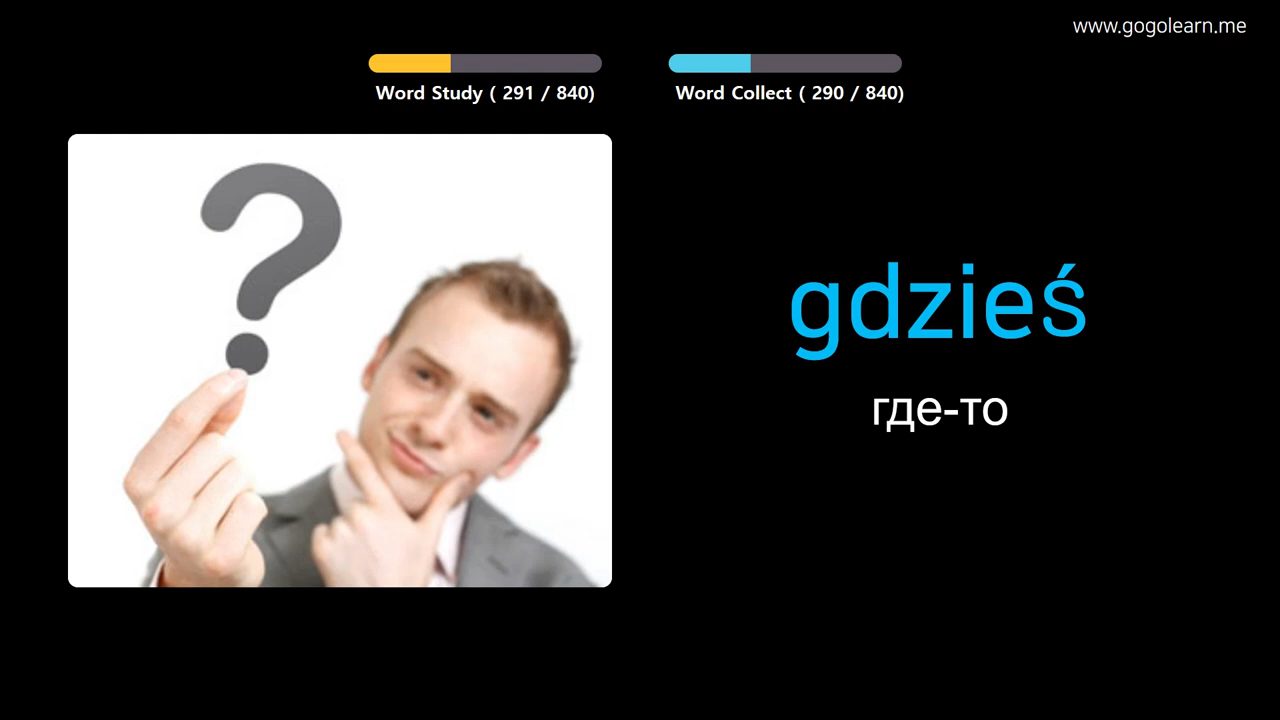 www.gogolearn.me
Word Study ( 291 / 840)
Word Collect ( 290 / 840)
?
gdzieś
где-то